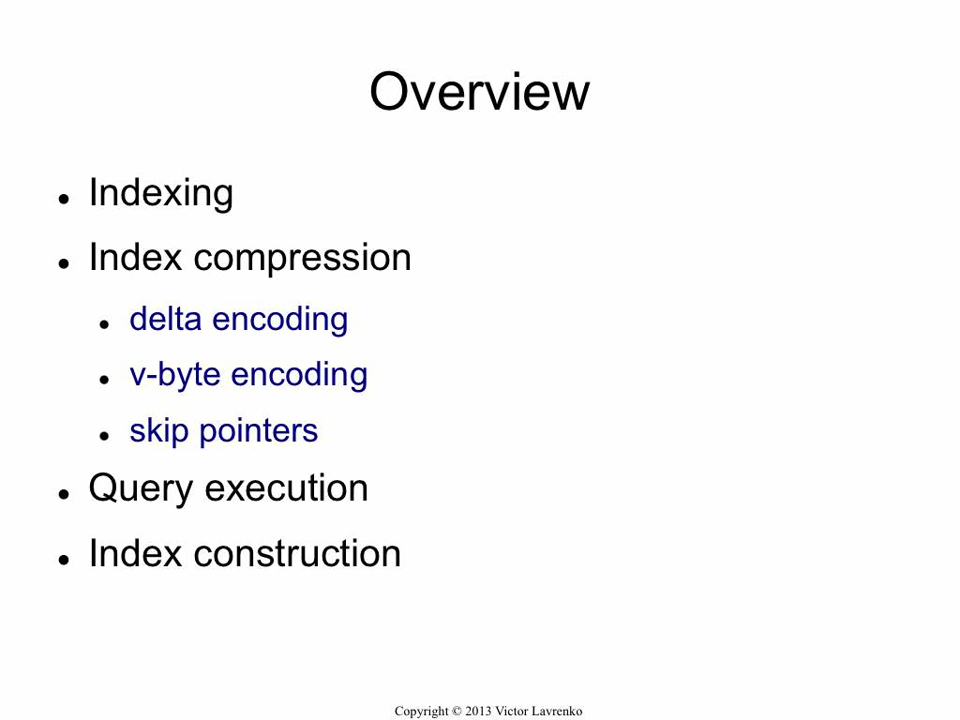 Overview
Indexing
Index compression
delta encoding
v-byte encoding
skip pointers
Query execution
Index construction
Copyright © 2013 Victor Lavrenko